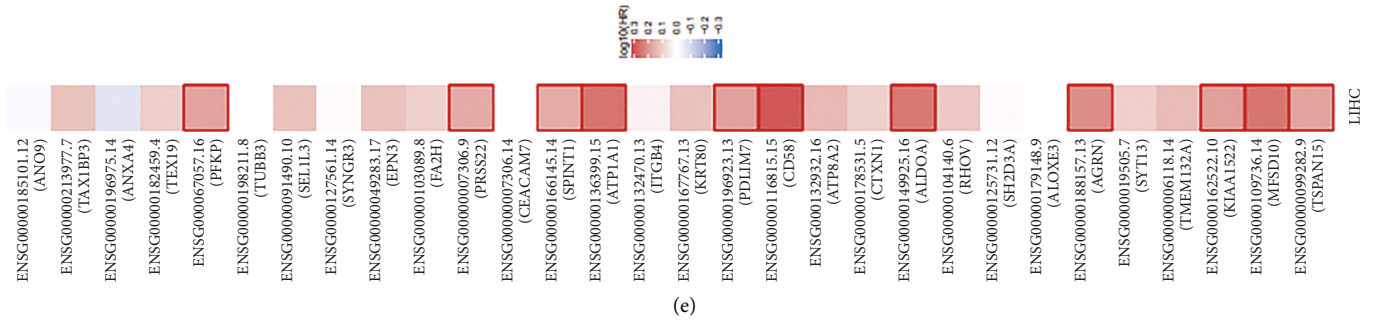 log10(HR)
0.3
0.2
0.1
0.0
−0.1
−0.2
−0.3
LIHC
ENSG00000185101.12
(ANO9)
ENSG00000213977.7
(TAX1BP3)
ENSG00000196975.14
(ANXA4)
ENSG00000182459.4
(TEX19)
ENSG00000067057.16
(PFKP)
ENSG00000198211.8
(TUBB3)
ENSG00000091490.10
(SEL1L3)
ENSG00000127561.14
(SYNGR3)
ENSG00000049283.17
(EPN3)
ENSG00000103089.8
(FA2H)
ENSG00000007306.9
(PRSS22)
ENSG00000007306.14
(CEACAM7)
ENSG00000166145.14
(SPINT1)
ENSG00000136399.15
(ATP1A1)
ENSG00000132470.13
(ITGB4)
ENSG00000167767.13
(KRT80)
ENSG00000196923.13
(PDLIM7)
ENSG00000116815.15
(CD58)
ENSG00000132932.16
(ATP8A2)
ENSG00000178531.5
(CTXN1)
ENSG00000149925.16
(ALDOA)
ENSG00000104140.6
(RHOV)
ENSG00000125731.12
(SH2D3A)
ENSG00000179148.9
(ALOXE3)
ENSG00000188157.13
(AGRN)
ENSG00000019505.7
(SYT13)
ENSG00000006118.14
(TMEM132A)
ENSG00000162522.10
(KIAA1522)
ENSG00000109736.14
(MFSD10)
ENSG00000099282.9
(TSPAN15)
(e)